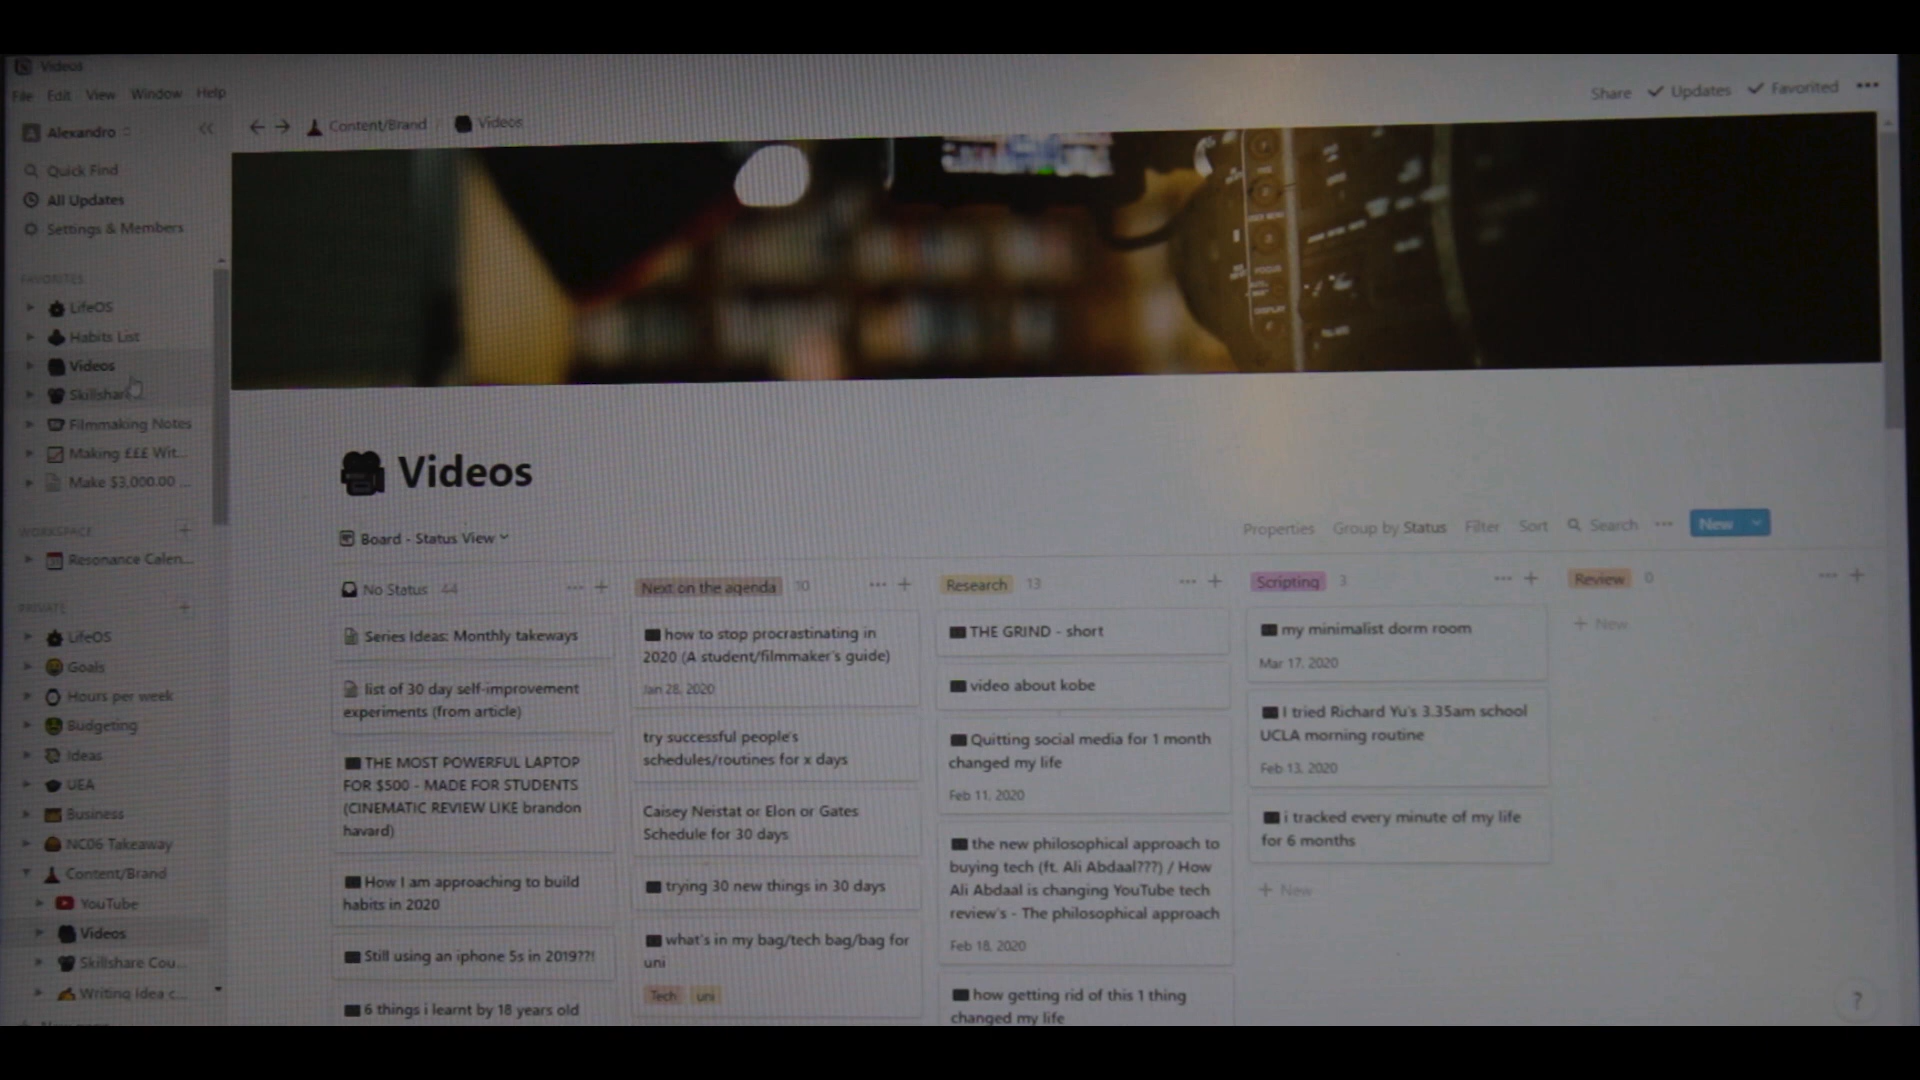 Videos
File Edit View Window Help
Alexandro
Quick Find
All Updates
Settings & Members
FAVORITES
LifeOS
Habits List
Videos
Skillshare
Filmmaking Notes
Making £££ Wit...
Make $3,000.00 ...
WORKSPACE
Resonance Calen...
PRIVATE
LifeOS
Goals
Hours per week
Budgeting
Ideas
UEA
Business
NC06 Takeaway
Content/Brand
YouTube
Videos
Skillshare Cou...
Writing Idea c...
Content/Brand / Videos
Share Updates Favorited
FOCUS
DISPLAY
Videos
Board - Status View
Properties Group by Status Filter Sort Search New
No Status 44
Series Ideas: Monthly takeways
list of 30 day self-improvement
experiments (from article)
THE MOST POWERFUL LAPTOP
FOR $500 - MADE FOR STUDENTS
(CINEMATIC REVIEW LIKE brandon
havard)
How I am approaching to build
habits in 2020
Still using an iphone 5s in 2019??!
6 things i learnt by 18 years old
Next on the agenda 10
how to stop procrastinating in
2020 (A student/filmmaker's guide)
Jan 28, 2020
try successful people's
schedules/routines for x days
Caisey Neistat or Elon or Gates
Schedule for 30 days
trying 30 new things in 30 days
what's in my bag/tech bag/bag for
uni
Tech uni
Research 13
THE GRIND - short
video about kobe
Quitting social media for 1 month
changed my life
Feb 11, 2020
the new philosophical approach to
buying tech (ft. Ali Abdaal???) / How
Ali Abdaal is changing YouTube tech
review's - The philosophical approach
Feb 18, 2020
how getting rid of this 1 thing
changed my life
Scripting 3
my minimalist dorm room
Mar 17, 2020
I tried Richard Yu's 3.35am school
UCLA morning routine
Feb 13, 2020
i tracked every minute of my life
for 6 months
+ New
Review 0
+ New
?